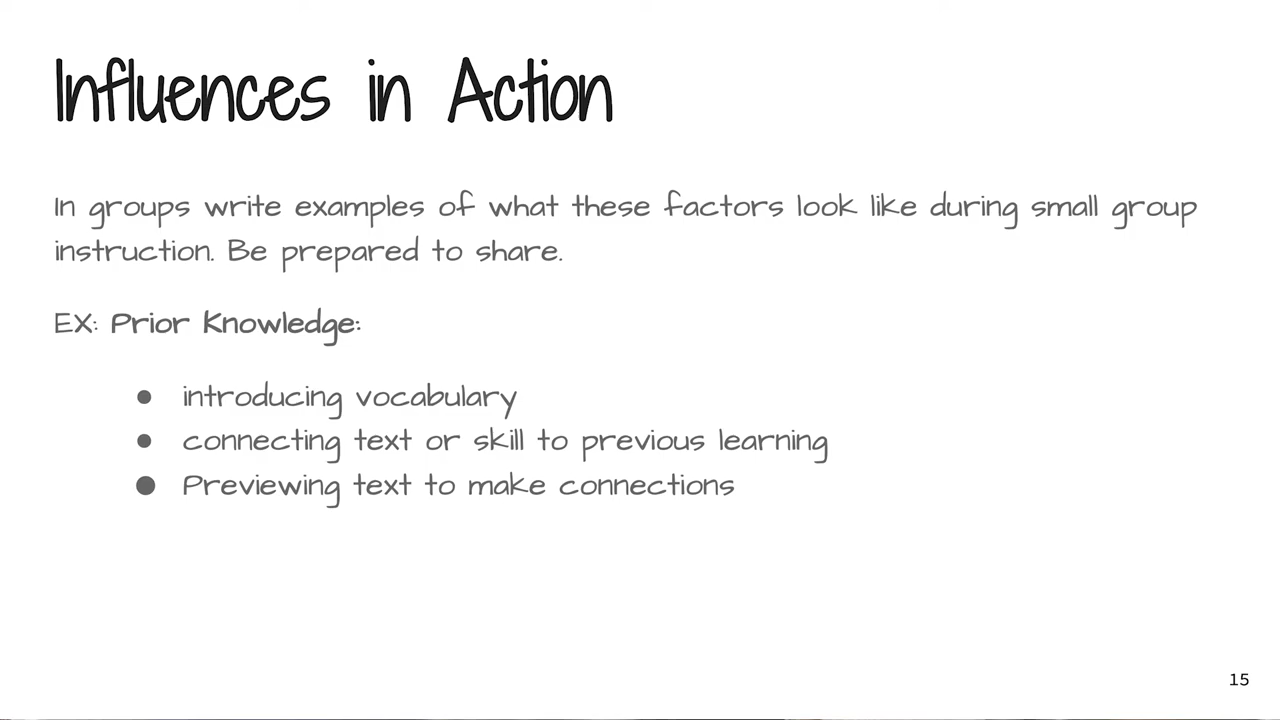 Influences in Action
In groups write examples of what these factors look like during small group
instruction. Be prepared to share.
EX: Prior Knowledge:
● introducing vocabulary
● connecting text or skill to previous learning
● Previewing text to make connections
15